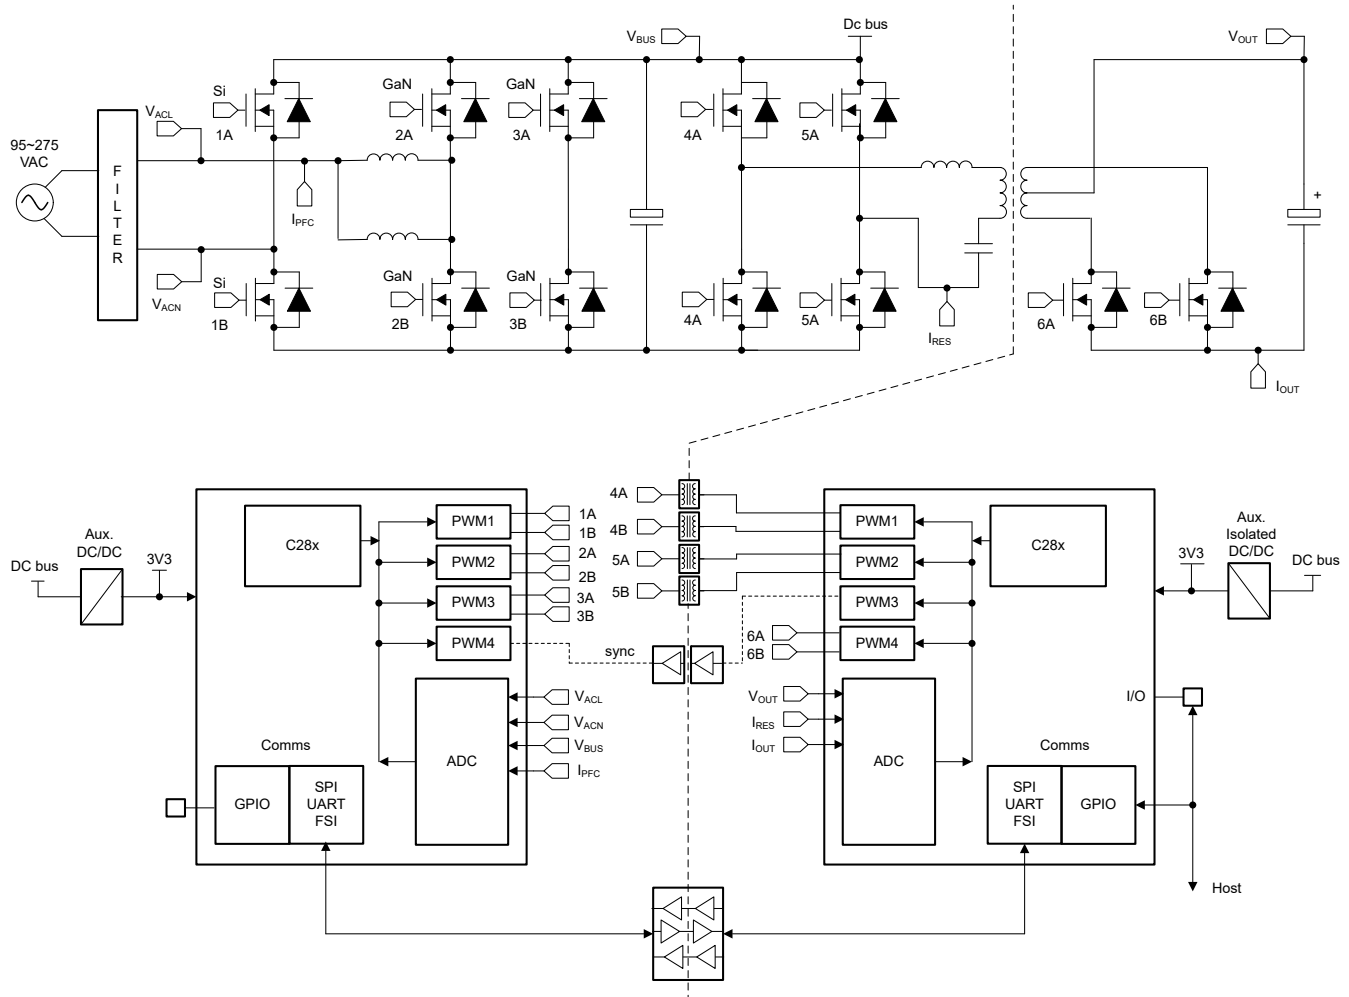 Dc bus
VBUS
VOUT
Si
GaN
GaN
1A
2A
3A
4A
5A
VACL
95~275
VAC
FILTER
IPFC
+
VACN
Si
GaN
GaN
1B
2B
3B
4A
5A
6A
6B
IRES
IOUT
C28x
PWM1
PWM2
PWM3
PWM4
1A
1B
2A
2B
3A
3B
sync
4A
4B
5A
5B
6A
6B
PWM1
PWM2
PWM3
PWM4
C28x
Aux.
DC/DC
DC bus
3V3
Aux.
Isolated
DC/DC
3V3
DC bus
ADC
VACL
VACN
VBUS
IPFC
VOUT
IRES
IOUT
ADC
I/O
Comms
GPIO
SPI
UART
FSI
Comms
SPI
UART
FSI
GPIO
Host